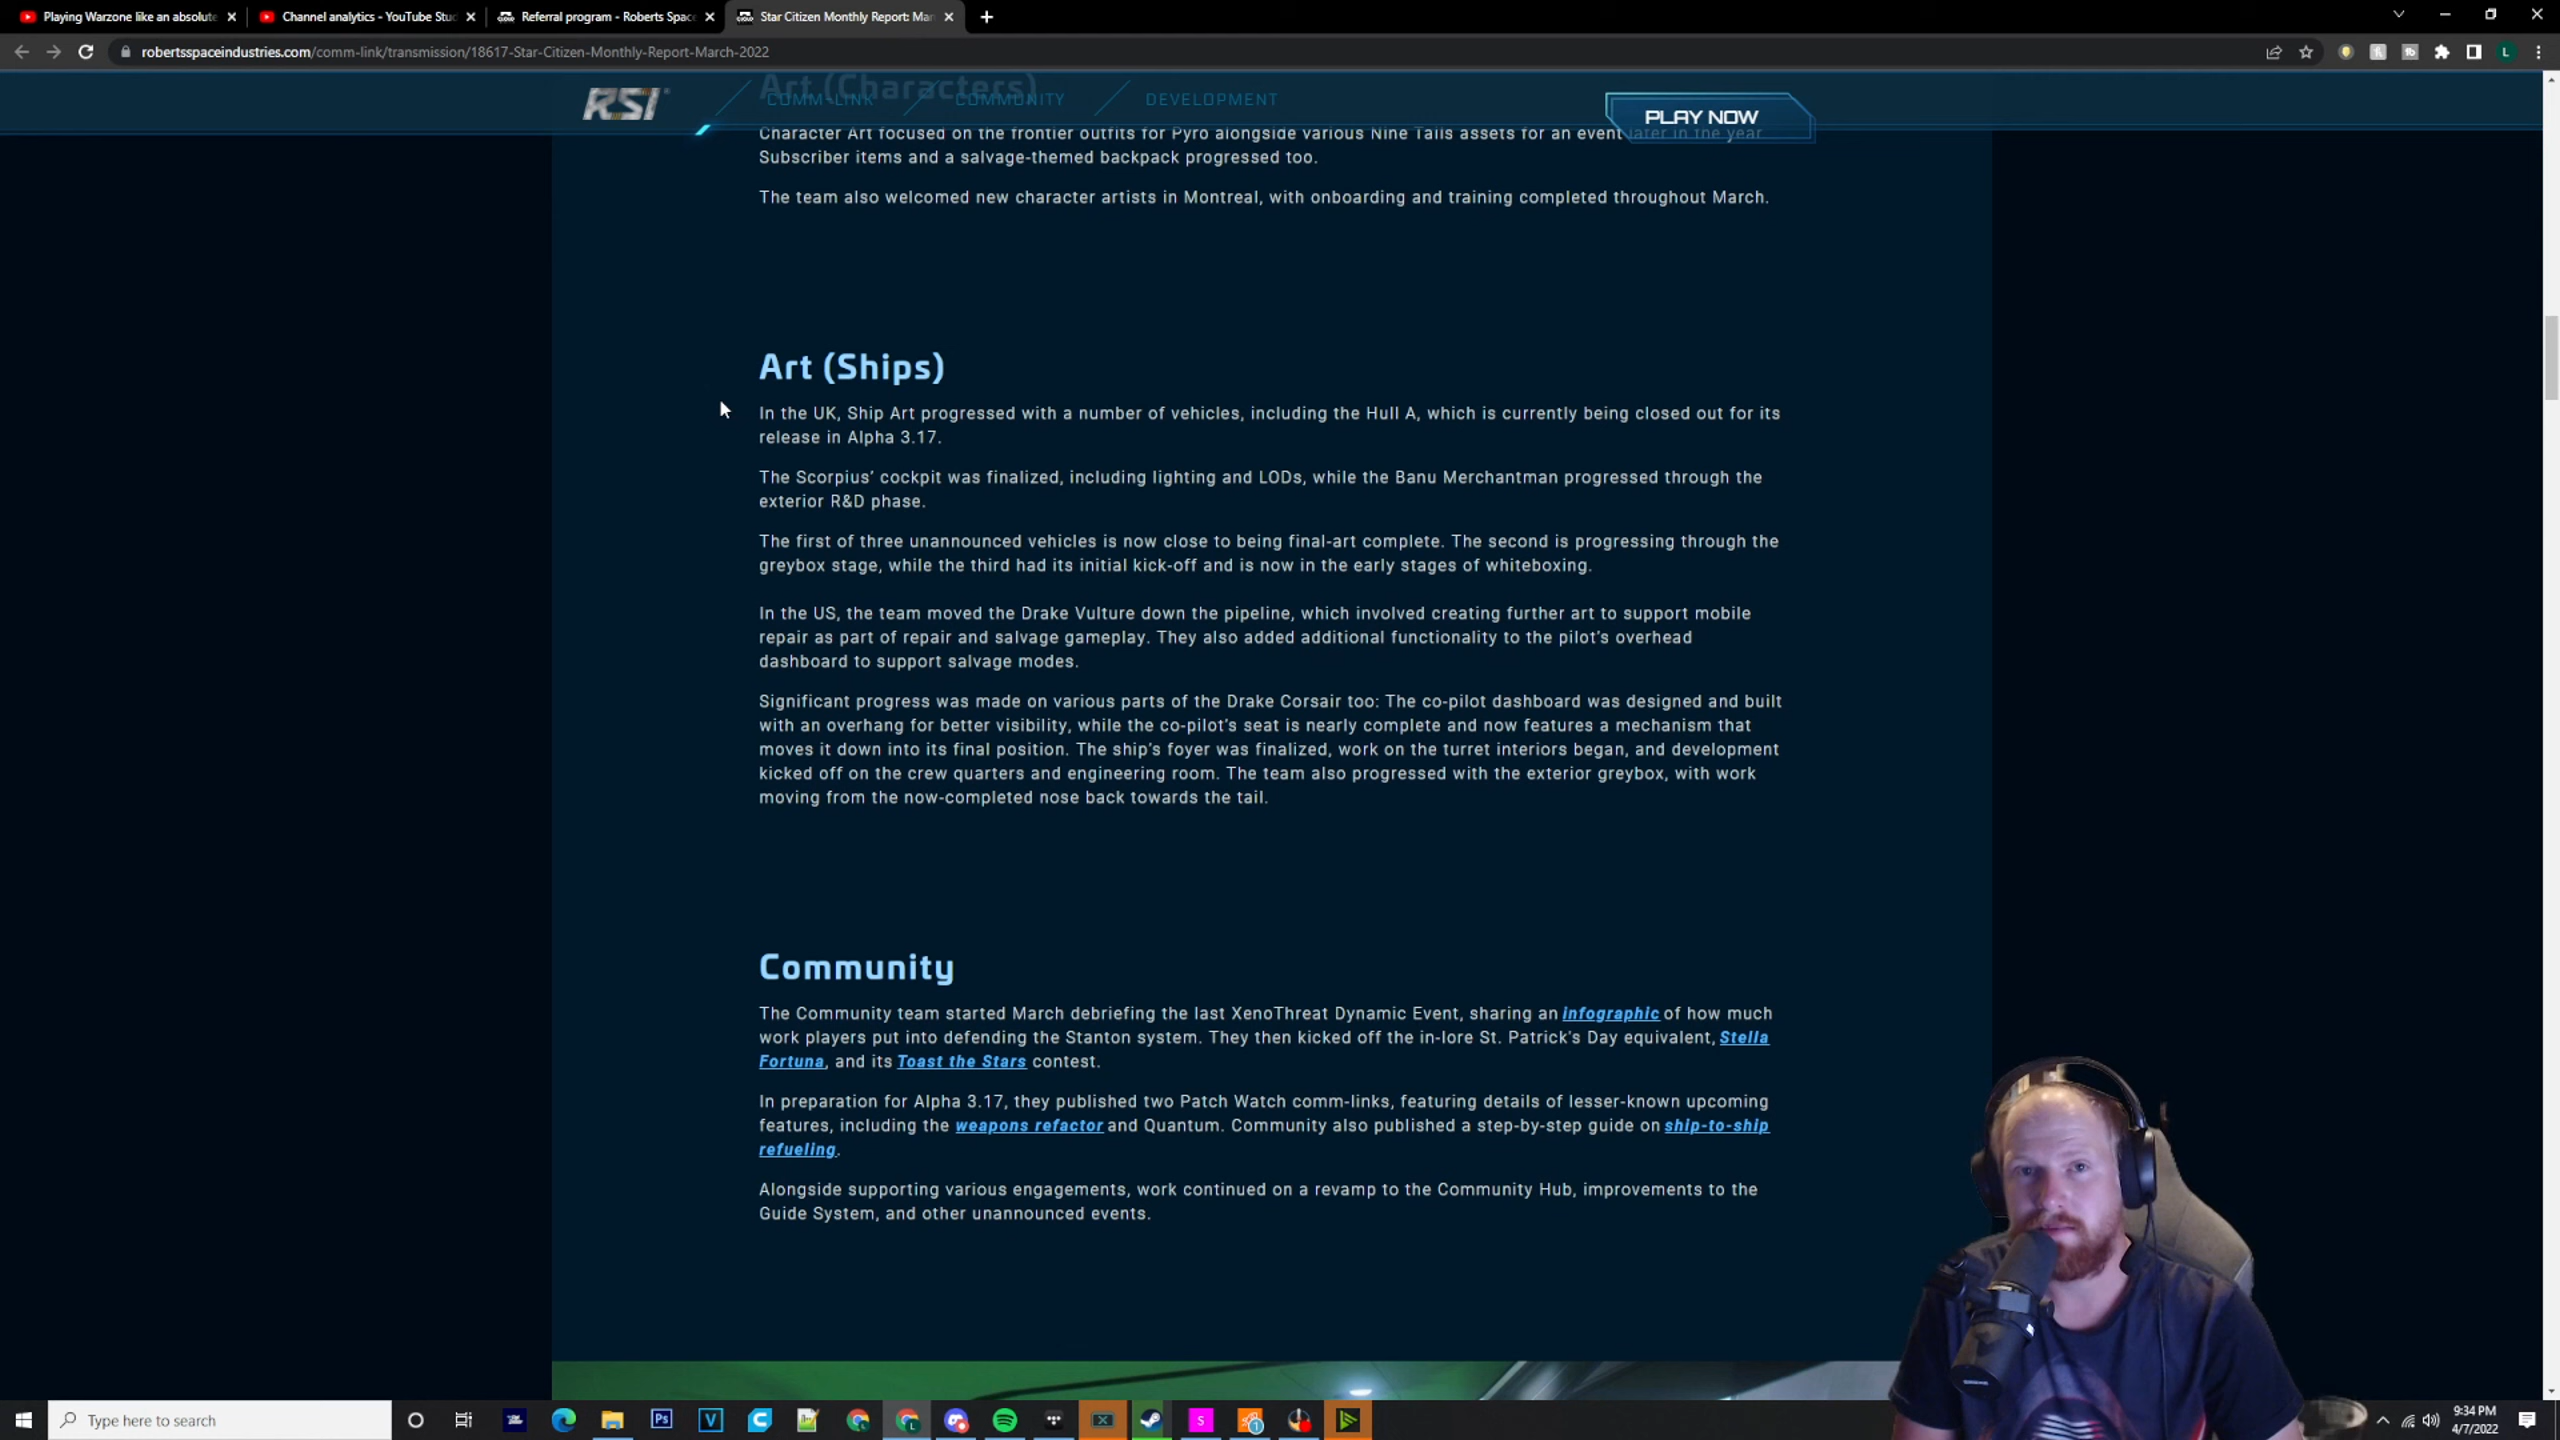 Playing Warzone like an absolute
Channel analytics - YouTube Stu
Referral program - Roberts Space
Star Citizen Monthly Report: Mar
robertsspaceindustries.com/comm-link/transmission/18617-Star-Citizen-Monthly-Report-March-2022
L
Art (Characters)
RSI
COMM-LINK
COMMUNITY
DEVELOPMENT
PLAY NOW
Character Art focused on the frontier outfits for Pyro alongside various Nine Tails assets for an event later in the year.
Subscriber items and a salvage-themed backpack progressed too.
The team also welcomed new character artists in Montreal, with onboarding and training completed throughout March.
Art (Ships)
In the UK, Ship Art progressed with a number of vehicles, including the Hull A, which is currently being closed out for its
release in Alpha 3.17.
The Scorpius’ cockpit was finalized, including lighting and LODs, while the Banu Merchantman progressed through the
exterior R&D phase.
The first of three unannounced vehicles is now close to being final-art complete. The second is progressing through the
greybox stage, while the third had its initial kick-off and is now in the early stages of whiteboxing.
In the US, the team moved the Drake Vulture down the pipeline, which involved creating further art to support mobile
repair as part of repair and salvage gameplay. They also added additional functionality to the pilot’s overhead
dashboard to support salvage modes.
Significant progress was made on various parts of the Drake Corsair too: The co-pilot dashboard was designed and built
with an overhang for better visibility, while the co-pilot’s seat is nearly complete and now features a mechanism that
moves it down into its final position. The ship’s foyer was finalized, work on the turret interiors began, and development
kicked off on the crew quarters and engineering room. The team also progressed with the exterior greybox, with work
moving from the now-completed nose back towards the tail.
Community
The Community team started March debriefing the last XenoThreat Dynamic Event, sharing an infographic of how much
work players put into defending the Stanton system. They then kicked off the in-lore St. Patrick's Day equivalent, Stella
Fortuna, and its Toast the Stars contest.
In preparation for Alpha 3.17, they published two Patch Watch comm-links, featuring details of lesser-known upcoming
features, including the weapons refactor and Quantum. Community also published a step-by-step guide on ship-to-ship
refueling.
Alongside supporting various engagements, work continued on a revamp to the Community Hub, improvements to the
Guide System, and other unannounced events.
Type here to search
Ps
V
S
1
9:34 PM
4/7/2022